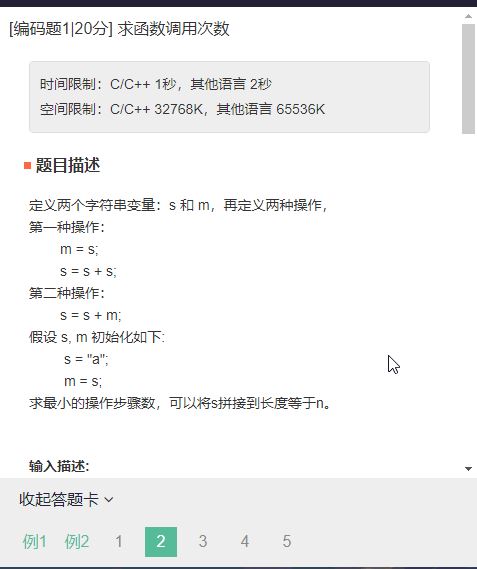 [编码题1|20分] 求函数调用次数
时间限制：C/C++ 1秒，其他语言 2秒
空间限制：C/C++ 32768K，其他语言 65536K
题目描述
定义两个字符串变量：s 和 m，再定义两种操作，
第一种操作：
m = s;
s = s + s;
第二种操作：
s = s + m;
假设 s, m 初始化如下:
s = "a";
m = s;
求最小的操作步骤数，可以将s拼接到长度等于n。
输入描述:
收起答题卡
例1 例2 1 2 3 4 5